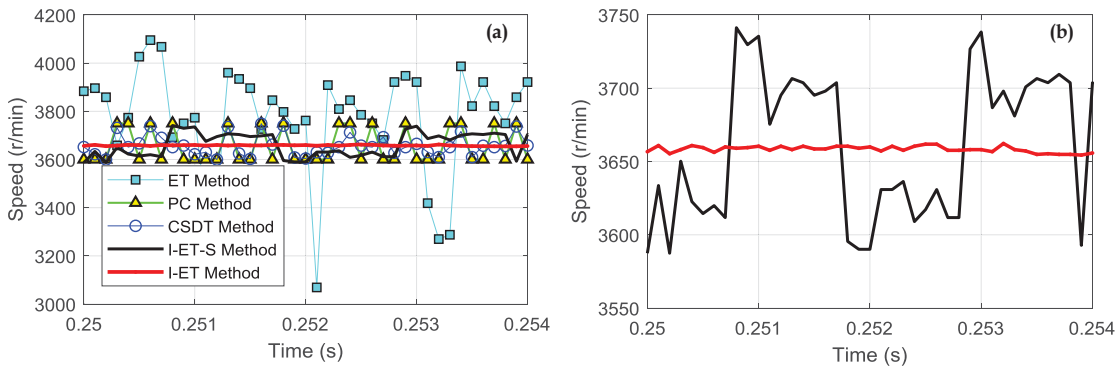 (a)
Speed (r/min)
4200
4000
3800
3600
3400
3200
3000
ET Method
PC Method
CSDT Method
I-ET-S Method
I-ET Method
0.25 0.251 0.252 0.253 0.254
Time (s)
(b)
Speed (r/min)
3750
3700
3650
3600
3550
0.25 0.251 0.252 0.253 0.254
Time (s)